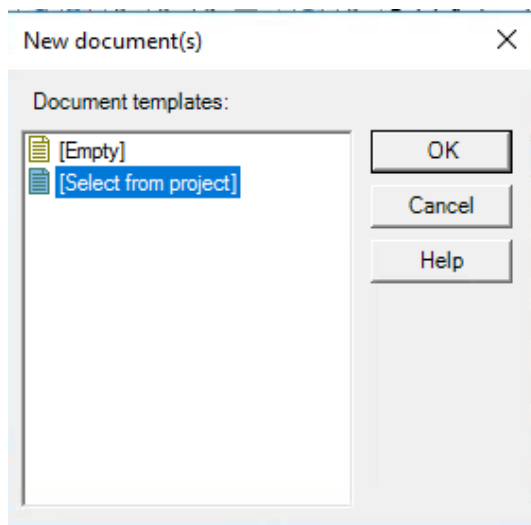 New document(s)
Document templates:
[Empty]
[Select from project]
OK
Cancel
Help